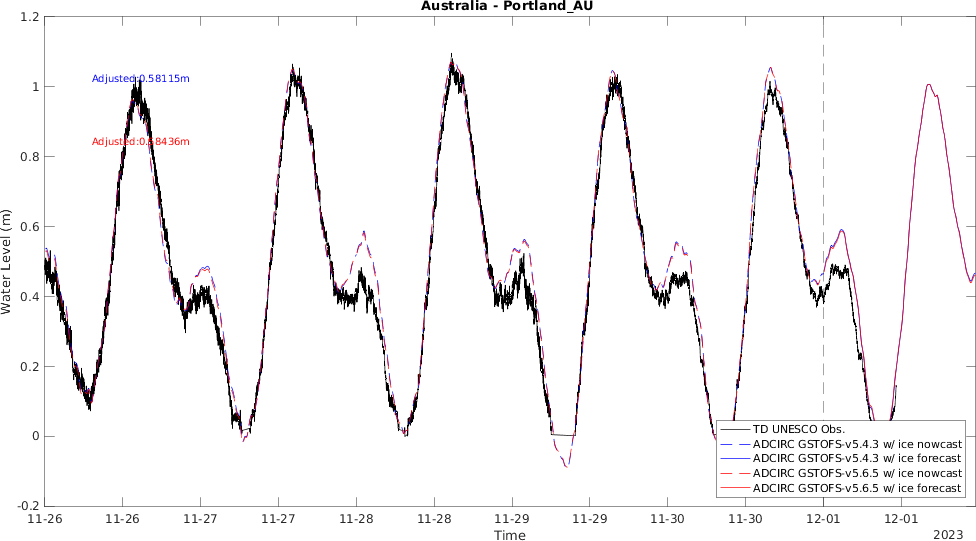 Australia - Portland_AU
1.2
1
0.8
0.6
0.4
0.2
0
-0.2
Water Level (m)
Adjusted:0.58115m
Adjusted:0.58436m
TD UNESCO Obs.
ADCIRC GSTOFS-v5.4.3 w/ ice nowcast
ADCIRC GSTOFS-v5.4.3 w/ ice forecast
ADCIRC GSTOFS-v5.6.5 w/ ice nowcast
ADCIRC GSTOFS-v5.6.5 w/ ice forecast
11-26 11-26 11-27 11-27 11-28 11-28 11-29 11-29 11-30 11-30 12-01 12-01
Time
2023